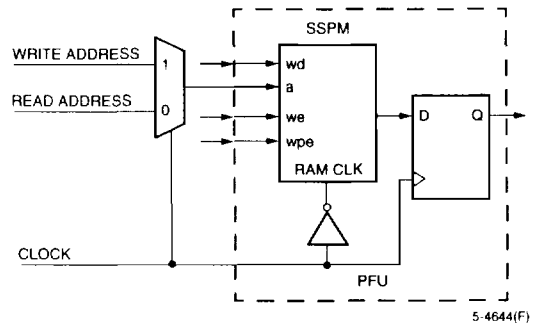 SSPM
WRITE ADDRESS
1
READ ADDRESS
0
wd
a
we
wpe
RAM CLK
D Q
CLOCK
PFU
5-4644(F)